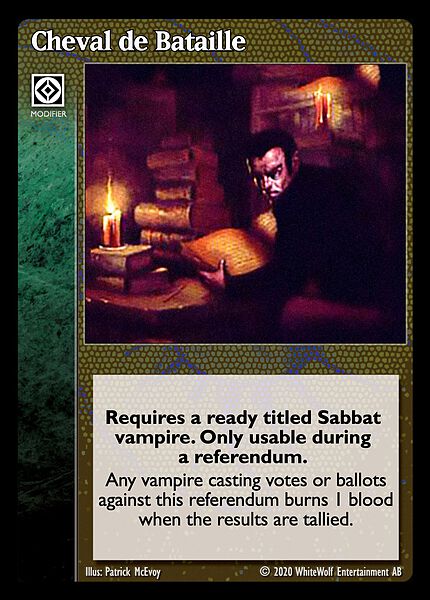 Cheval de Bataille
MODIFIER
Requires a ready titled Sabbat
vampire. Only usable during
a referendum.
Any vampire casting votes or ballots
against this referendum burns 1 blood
when the results are tallied.
Illus: Patrick McEvoy © 2020 WhiteWolf Entertainment AB